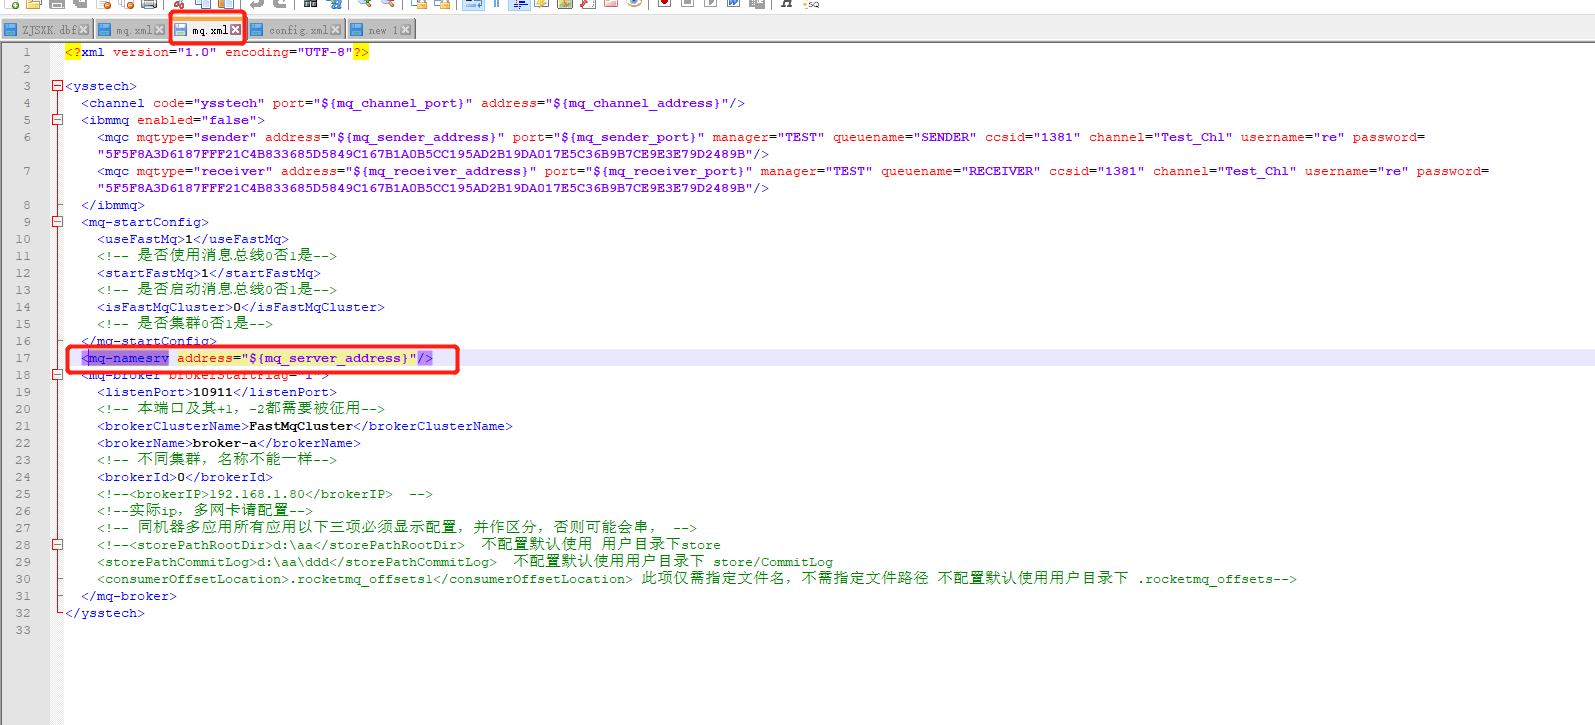 ZJSXK.dbf mq.xml mq.xml config.xml new 1
1 <?xml version="1.0" encoding="UTF-8"?>
2
3 <ysstech>
4 <channel code="ysstech" port="${mq_channel_port}" address="${mq_channel_address}"/>
5 <ibmmq enabled="false">
6 <mqc mqtype="sender" address="${mq_sender_address}" port="${mq_sender_port}" manager="TEST" queuename="SENDER" ccsid="1381" channel="Test_Chl" username="re" password=
"5F5F8A3D6187FFF21C4B833685D5849C167B1A0B5CC195AD2B19DA017E5C36B9B7CE9E3E79D2489B"/>
7 <mqc mqtype="receiver" address="${mq_receiver_address}" port="${mq_receiver_port}" manager="TEST" queuename="RECEIVER" ccsid="1381" channel="Test_Chl" username="re" password=
"5F5F8A3D6187FFF21C4B833685D5849C167B1A0B5CC195AD2B19DA017E5C36B9B7CE9E3E79D2489B"/>
8 </ibmmq>
9 <mq-startConfig>
10 <useFastMq>1</useFastMq>
11 <!-- 是否使用消息总线0否1是-->
12 <startFastMq>1</startFastMq>
13 <!-- 是否启动消息总线0否1是-->
14 <isFastMqCluster>0</isFastMqCluster>
15 <!-- 是否集群0否1是-->
16 </mq-startConfig>
17 <mq-namesrv address="${mq_server_address}"/>
18 <mq-broker brokerStartFlag="1">
19 <listenPort>10911</listenPort>
20 <!-- 本端口及其+1，-2都需要被征用-->
21 <brokerClusterName>FastMqCluster</brokerClusterName>
22 <brokerName>broker-a</brokerName>
23 <!-- 不同集群，名称不能一样-->
24 <brokerId>0</brokerId>
25 <!--<brokerIP>192.168.1.80</brokerIP> -->
26 <!--实际ip，多网卡请配置-->
27 <!-- 同机器多应用所有应用以下三项必须显示配置，并作区分，否则可能会串， -->
28 <!--<storePathRootDir>d:\aa</storePathRootDir> 不配置默认使用 用户目录下store
29 <storePathCommitLog>d:\aa\ddd</storePathCommitLog> 不配置默认使用用户目录下 store/CommitLog
30 <consumerOffsetLocation>.rocketmq_offsets1</consumerOffsetLocation> 此项仅需指定文件名，不需指定文件路径 不配置默认使用用户目录下 .rocketmq_offsets-->
31 </mq-broker>
32 </ysstech>
33